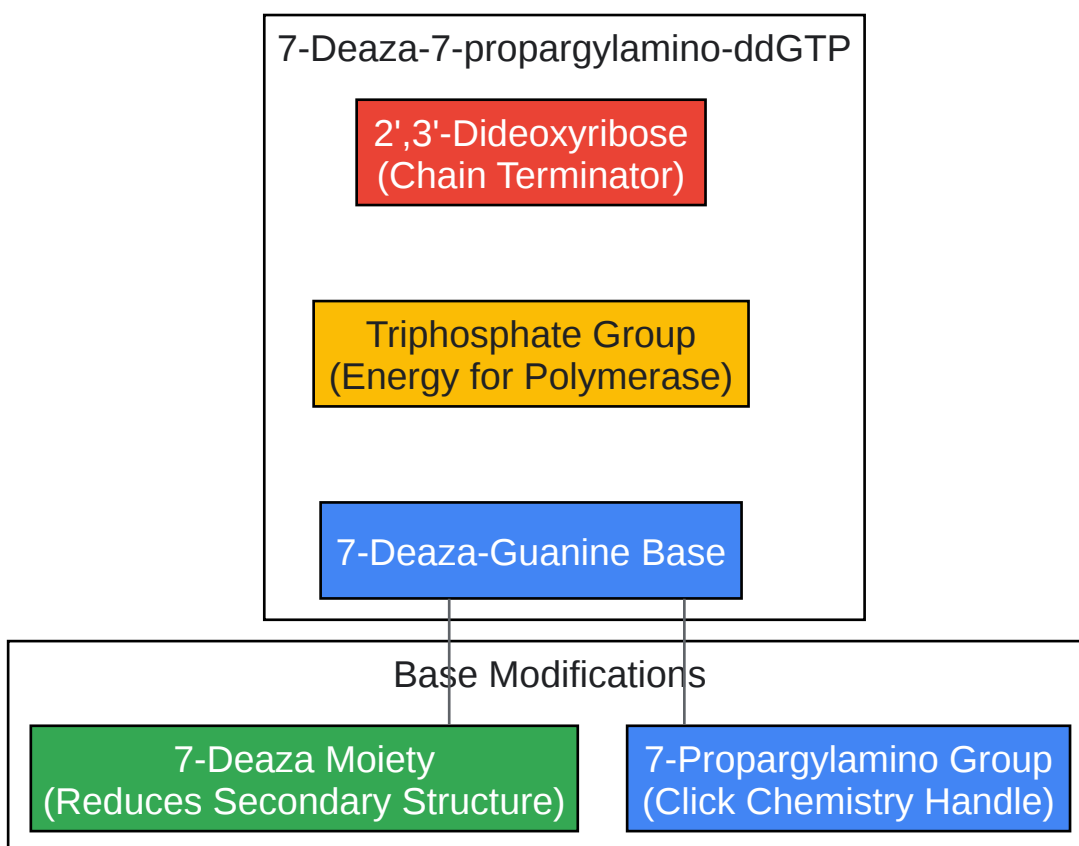 7-Deaza-7-propargylamino-ddGTP
2',3'-Dideoxyribose
(Chain Terminator)
Triphosphate Group
(Energy for Polymerase)
7-Deaza-Guanine Base
Base Modifications
7-Deaza Moiety
(Reduces Secondary Structure)
7-Propargylamino Group
(Click Chemistry Handle)